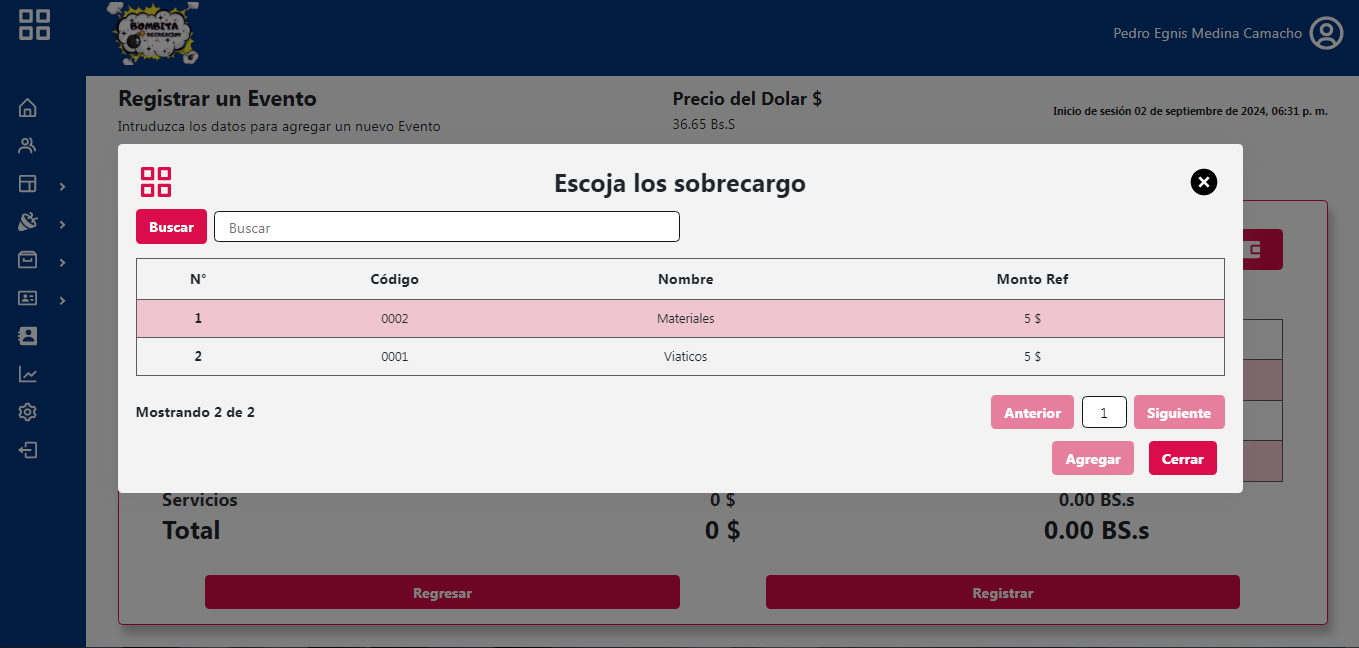 BOMBITA
RECREACION
Pedro Egnis Medina Camacho
Registrar un Evento
Intruduzca los datos para agregar un nuevo Evento
Precio del Dolar $
36.65 Bs.S
Inicio de sesión 02 de septiembre de 2024, 06:31 p. m.
Escoja los sobrecargo
Buscar Buscar
N° Código Nombre Monto Ref
1 0002 Materiales 5 $
2 0001 Viaticos 5 $
Mostrando 2 de 2 Anterior 1 Siguiente
Agregar Cerrar
Servicios 0 $ 0.00 BS.s
Total 0 $ 0.00 BS.s
Regresar Registrar